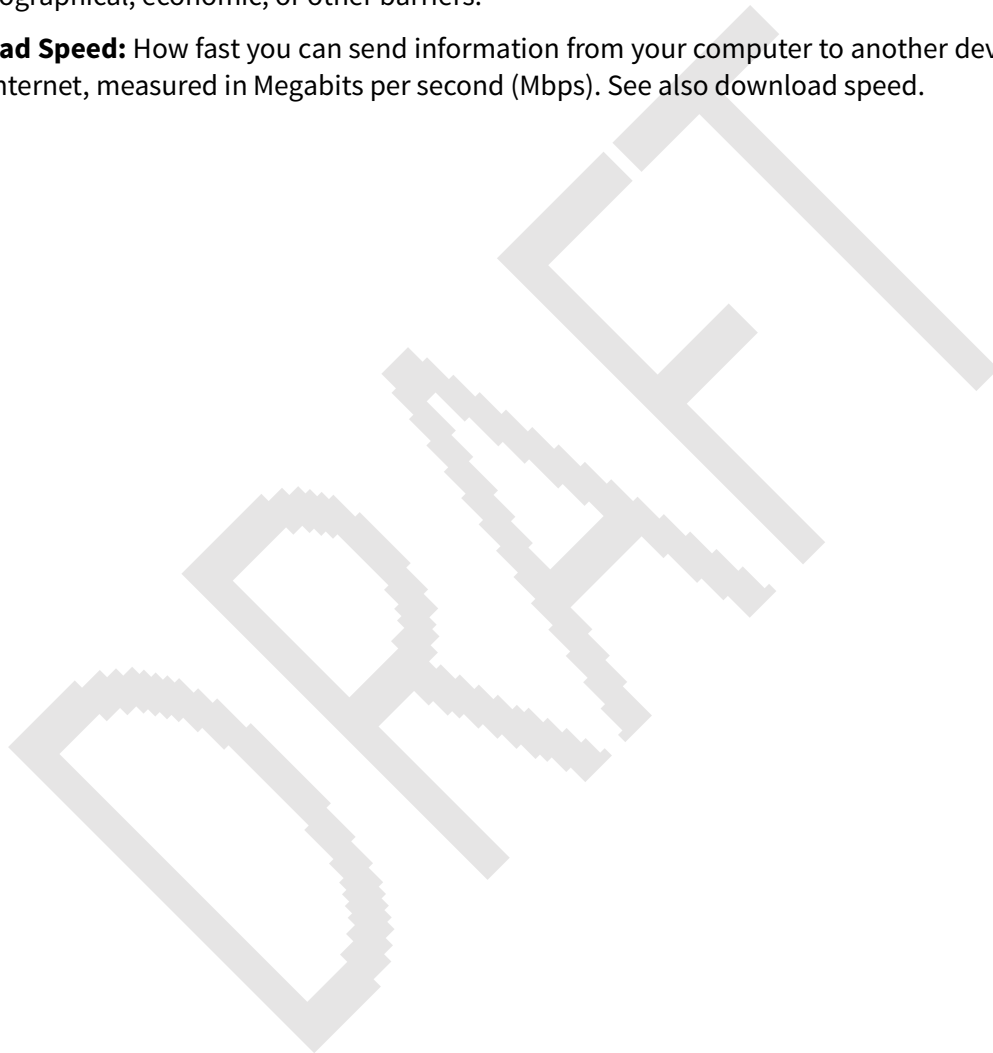 ographical, economic, or other barriers.
ad Speed: How fast you can send information from your computer to another dev
nternet, measured in Megabits per second (Mbps). See also download speed.
DRAFT